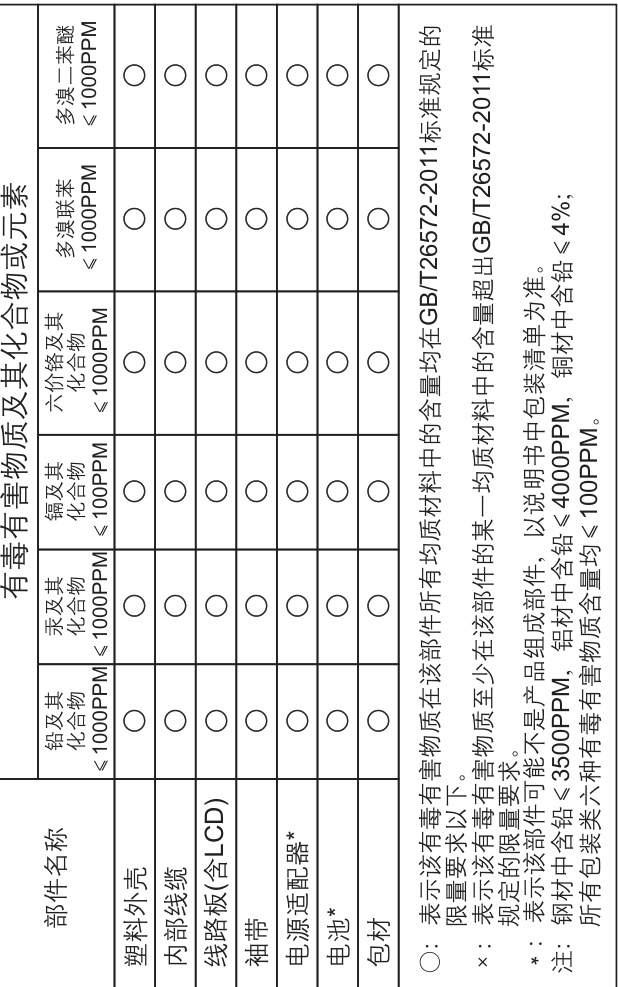 部件名称
有毒有害物质及其化合物或元素
铅及其
化合物
≤1000PPM
汞及其
化合物
≤1000PPM
镉及其
化合物
≤100PPM
六价铬及其
化合物
≤1000PPM
多溴联苯
≤1000PPM
多溴二苯醚
≤1000PPM
塑料外壳 ○ ○ ○ ○ ○ ○
内部线缆 ○ ○ ○ ○ ○ ○
线路板(含LCD) ○ ○ ○ ○ ○ ○
袖带 ○ ○ ○ ○ ○ ○
电源适配器* ○ ○ ○ ○ ○ ○
电池* ○ ○ ○ ○ ○ ○
包材 ○ ○ ○ ○ ○ ○
○：表示该有毒有害物质在该部件所有均质材料中的含量均在GB/T26572-2011标准规定的
限量要求以下。
×：表示该有毒有害物质至少在该部件的某一均质材料中的含量超出GB/T26572-2011标准
规定的限量要求。
*：表示该部件可能不是产品组成部件，以说明书中包装清单为准。
注：钢材中含铅≤3500PPM，铝材中含铅≤4000PPM，铜材中含铅≤4%；
所有包装类六种有毒有害物质含量均≤100PPM。